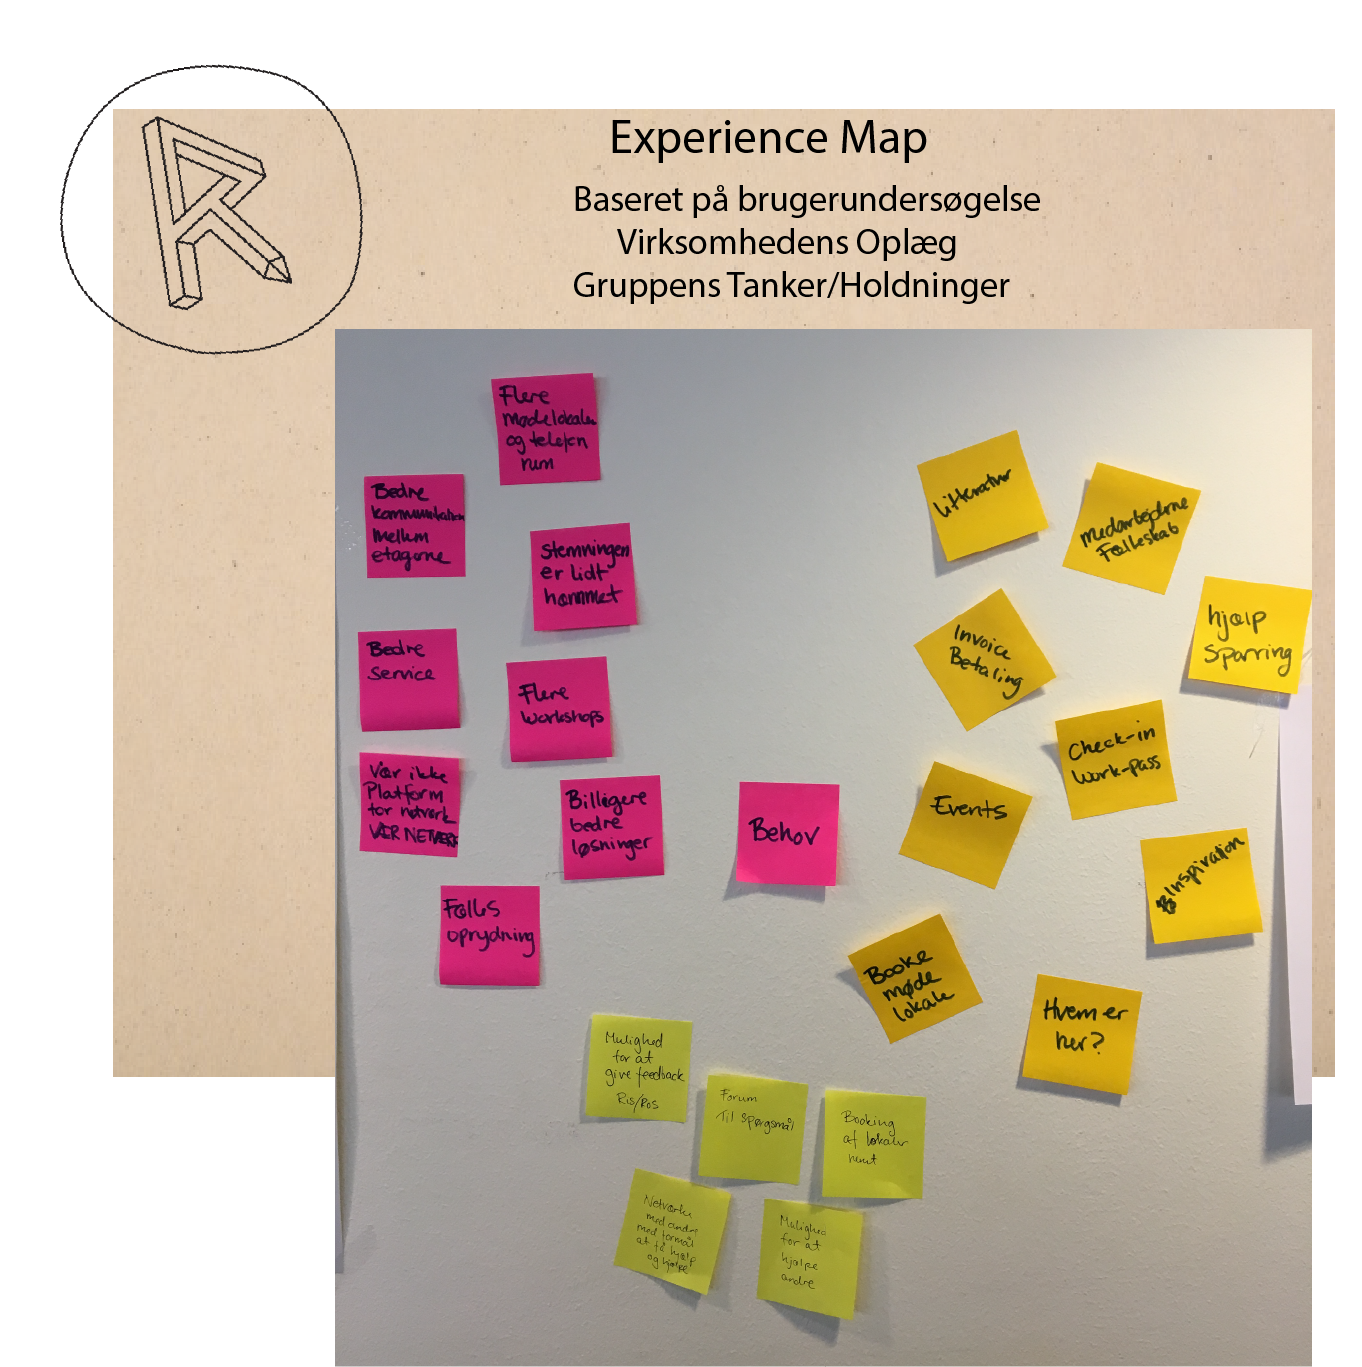 Experience Map
Baseret på brugerundersøgelse
Virksomhedens Oplæg
Gruppens Tanker/Holdninger
Flere
mødelokaler
og telefon
rum
Bedre
kommunikation
mellem
etagerne
Stemningen
er lidt
hæmmet
Bedre
Service
Flere
workshops
Vær ikke
Platform
for netværk
VÆR NETVÆRK
Billigere
bedre
løsninger
Fælles
oprydning
Behov
Litteratur
Medarbejderne
Fælleskab
hjælp
Sparring
Invoice
Betaling
Check-in
Work-pass
Events
Inspiration
Booke
møde
lokale
Hvem er
her?
Mulighed
for at
give feedback
Ris/Ros
Forum
Til spørgsmål
Booking
af lokaler
nemt
Netværke
med andre
med formål
at få hjælp
og hjælpe
Mulighed
for at
hjælpe
andre